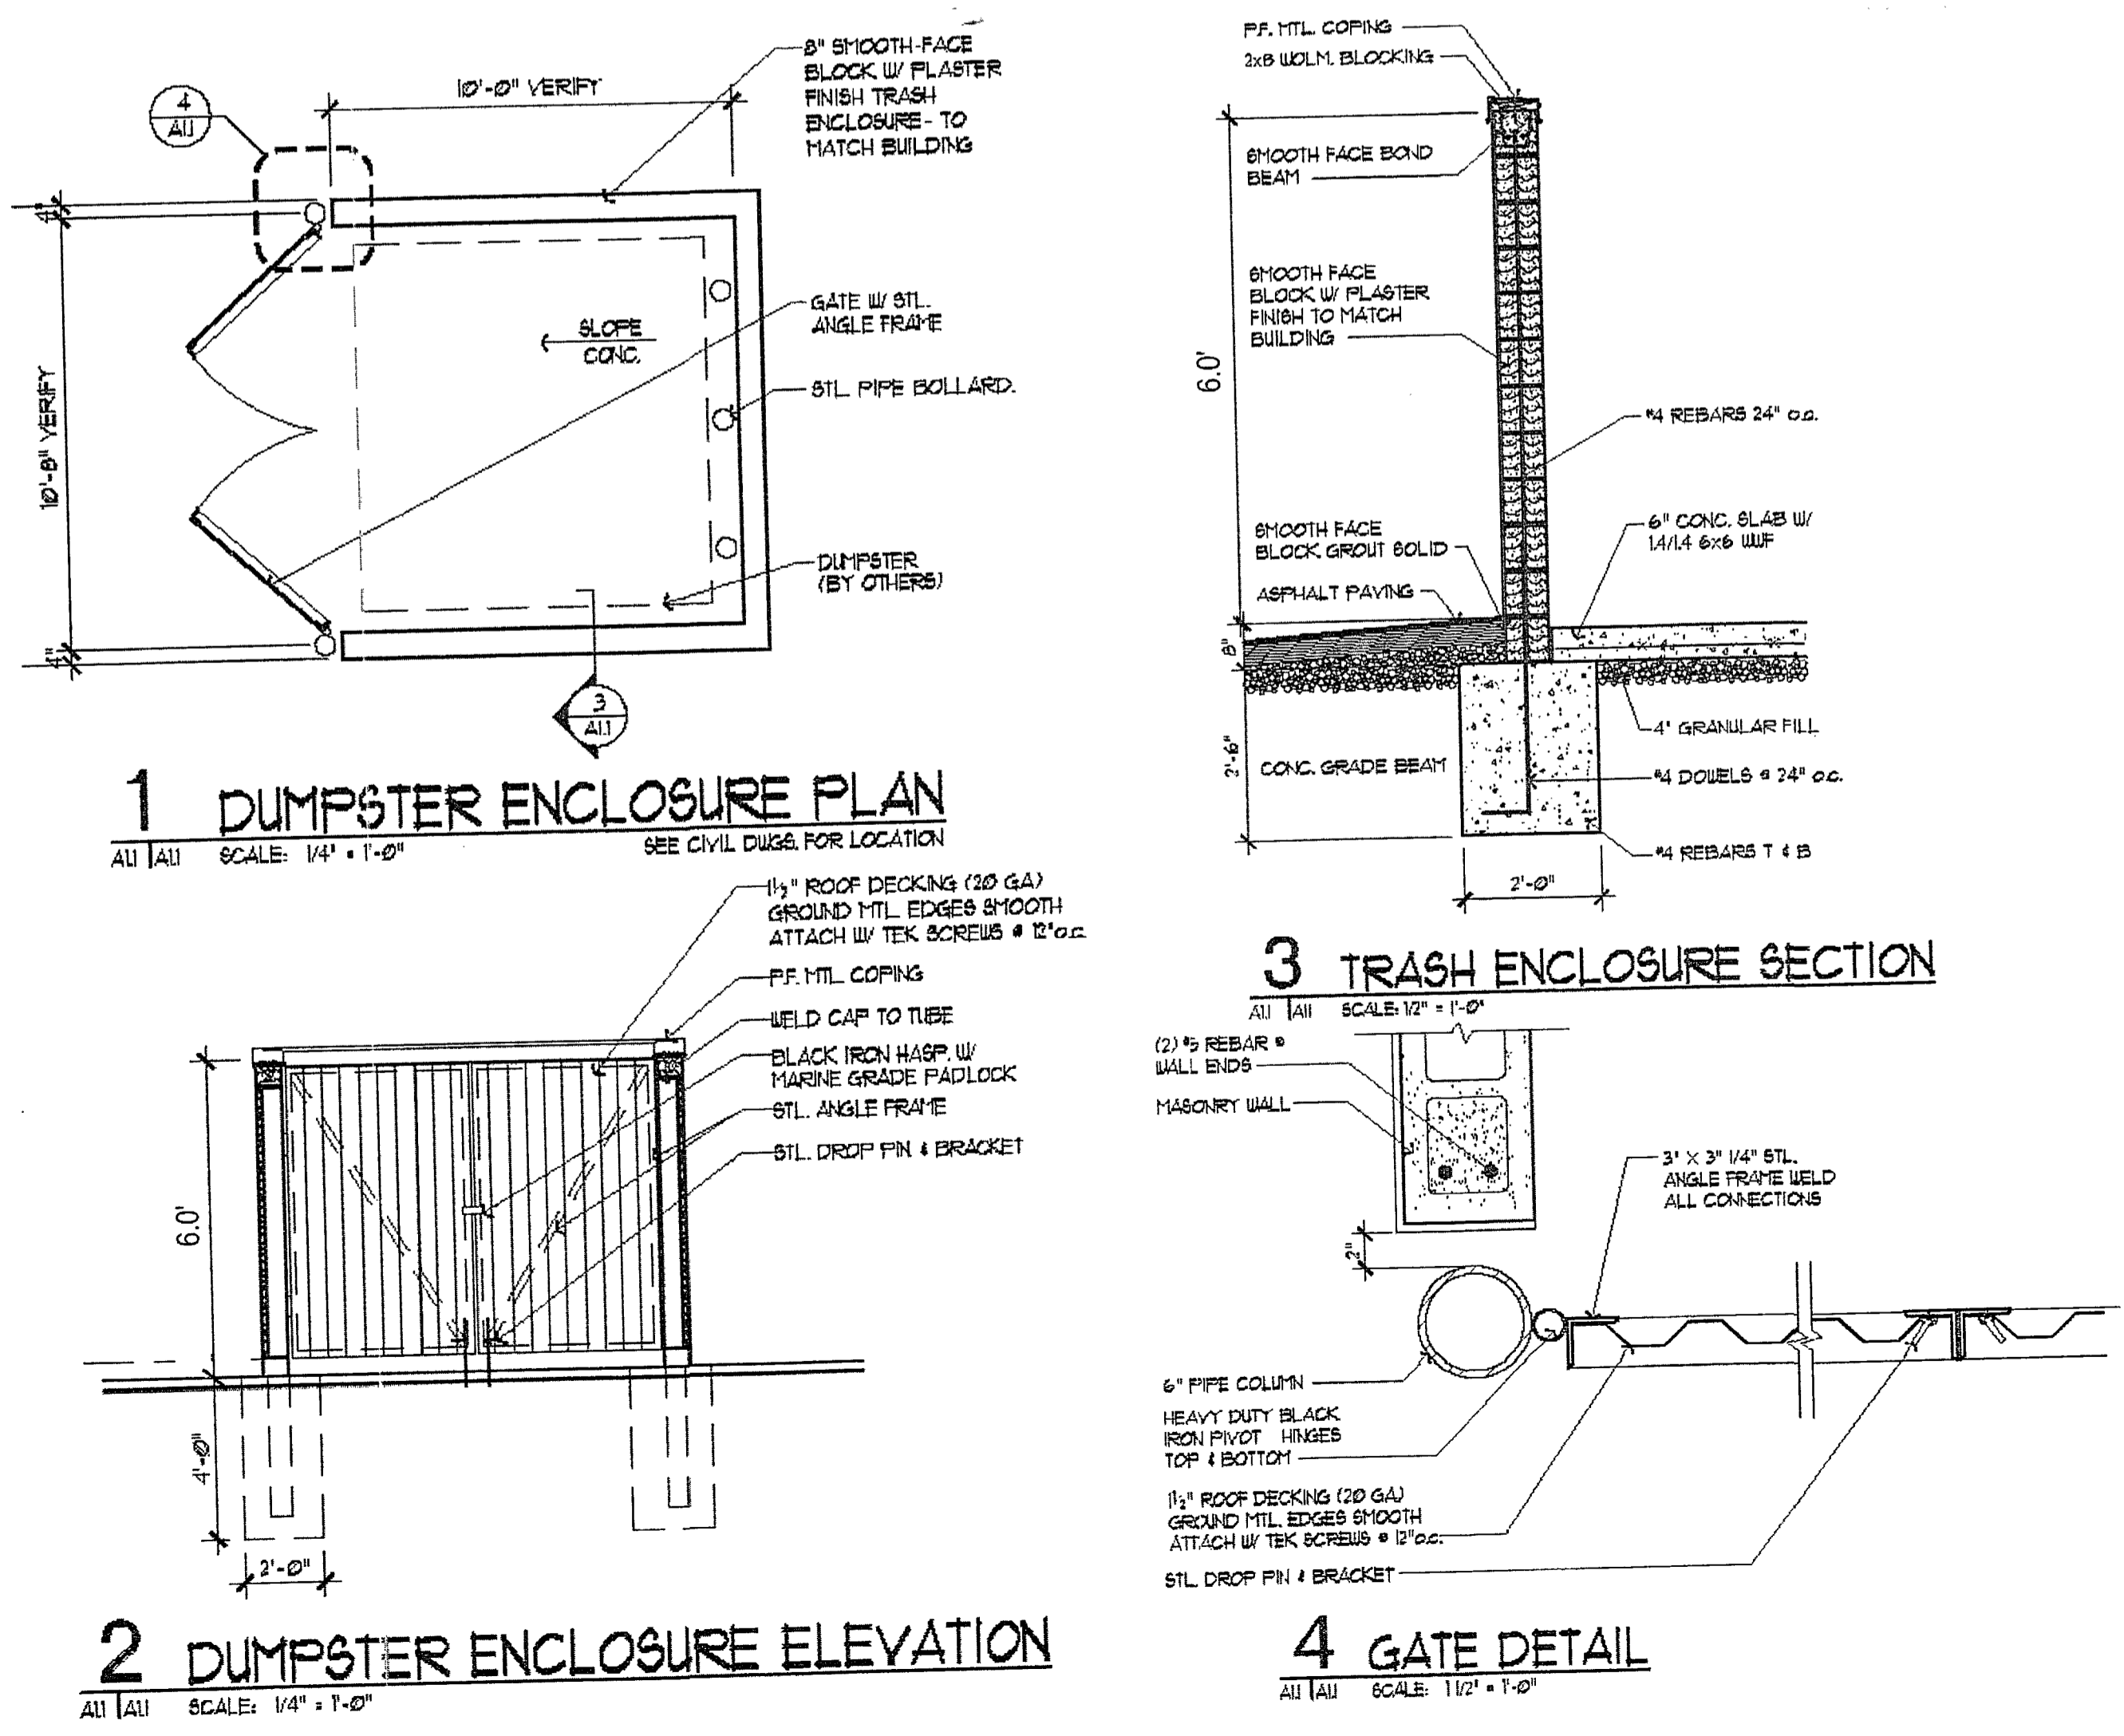 4
A1.1
10'-0" VERIFY
8" SMOOTH-FACE
BLOCK W/ PLASTER
FINISH TRASH
ENCLOSURE - TO
MATCH BUILDING
4"
10'-8" VERIFY
4"
SLOPE
CONC.
GATE W/ STL.
ANGLE FRAME
STL. PIPE BOLLARD.
DUMPSTER
(BY OTHERS)
3
A1.1
1 DUMPSTER ENCLOSURE PLAN
A1.1 A1.1 SCALE: 1/4" = 1'-0"
SEE CIVIL DWGS. FOR LOCATION
P.F. MTL. COPING
2x8 WOLM. BLOCKING
SMOOTH FACE BOND
BEAM
SMOOTH FACE
BLOCK W/ PLASTER
FINISH TO MATCH
BUILDING
6.0'
#4 REBARS 24" o.c.
SMOOTH FACE
BLOCK GROUT SOLID
6" CONC. SLAB W/
1.4/1.4 6x6 WWF
ASPHALT PAVING
8"
4" GRANULAR FILL
2'-6"
CONC. GRADE BEAM
#4 DOWELS @ 24" o.c.
#4 REBARS T & B
2'-0"
3 TRASH ENCLOSURE SECTION
A1.1 A1.1 SCALE: 1/2" = 1'-0"
1½" ROOF DECKING (20 GA)
GROUND MTL. EDGES SMOOTH
ATTACH W/ TEK SCREWS @ 12" o.c.
P.F. MTL. COPING
WELD CAP TO TUBE
BLACK IRON HASP. W/
MARINE GRADE PADLOCK
STL. ANGLE FRAME
STL. DROP PIN & BRACKET
6.0'
4'-0"
2'-0"
2 DUMPSTER ENCLOSURE ELEVATION
A1.1 A1.1 SCALE: 1/4" = 1'-0"
(2) #5 REBAR @
WALL ENDS
MASONRY WALL
2"
3" X 3" 1/4" STL.
ANGLE FRAME WELD
ALL CONNECTIONS
6" PIPE COLUMN
HEAVY DUTY BLACK
IRON PIVOT HINGES
TOP & BOTTOM
1½" ROOF DECKING (20 GA)
GROUND MTL. EDGES SMOOTH
ATTACH W/ TEK SCREWS @ 12" o.c.
STL. DROP PIN & BRACKET
4 GATE DETAIL
A1.1 A1.1 SCALE: 1 1/2" = 1'-0"